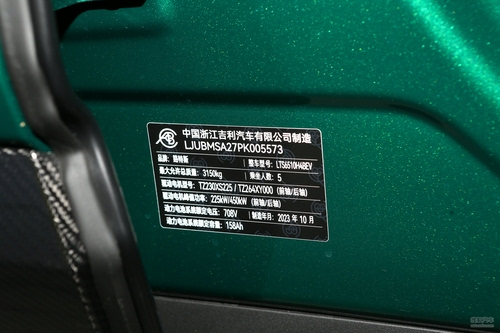 中国浙江吉利汽车有限公司制造
LJUBMSA27PK005573
品牌：路特斯 整车型号：LTS6510H4BEV
最大允许总质量：3150kg 乘坐人数：5
驱动电机型号：TZ230XS225 / TZ264XY000 （前轴/后轴）
驱动电机峰值功率：225kW/450kW （前轴/后轴）
动力电池系统额定电压：708V 制造年月：2023 年 10 月
动力电池系统额定容量：158Ah